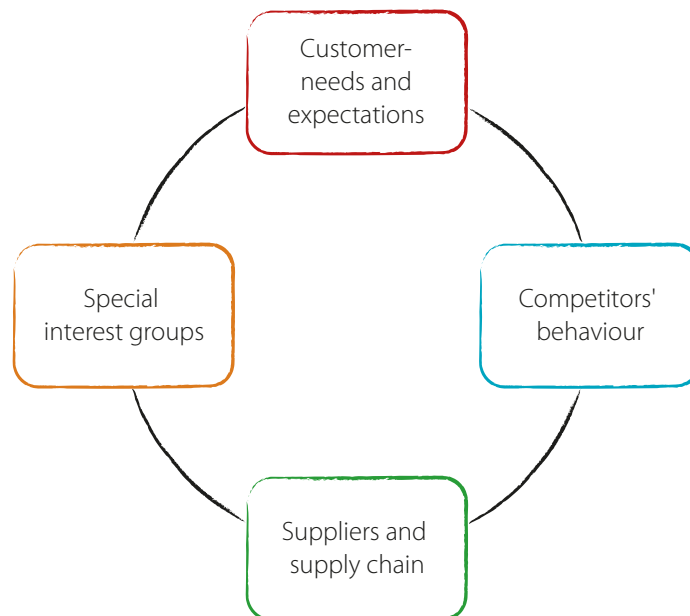 Customer-
needs and
expectations
Special
interest groups
Competitors'
behaviour
Suppliers and
supply chain